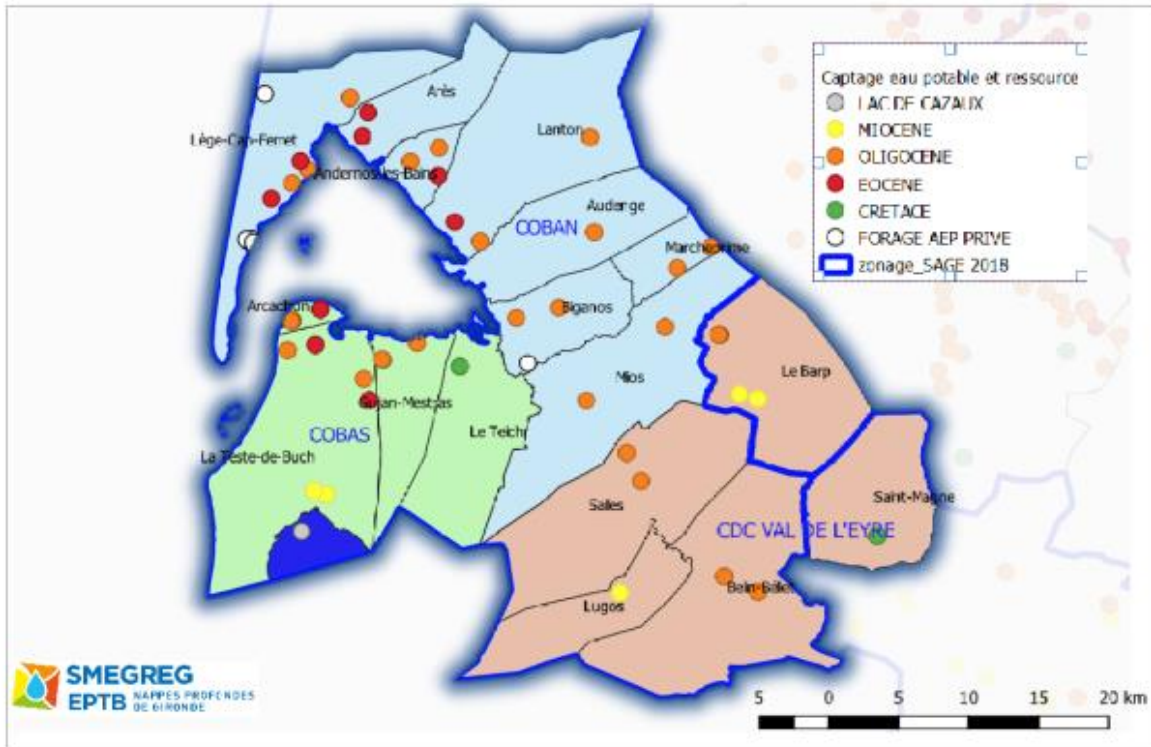 Captage eau potable et ressource
LAC DE CAZAUX
MIOCENE
OLIGOCENE
EOCENE
CRETACE
FORAGE AEP PRIVE
zonage_SAGE 2018
Arès
Lège-Cap-Ferret
Lanton
Andernos-les-Bains
Audenge
COBAN
Marcheprime
Arcachon
Biganos
Le Barp
Mios
Gujan-Mestras
COBAS
Le Teich
La Teste-de-Buch
Salles
Saint-Magne
CDC VAL DE L'EYRE
Belin-Béliet
Lugos
SMEGREG
EPTB NAPPES PROFONDES
DE GIRONDE
5 0 5 10 15 20 km